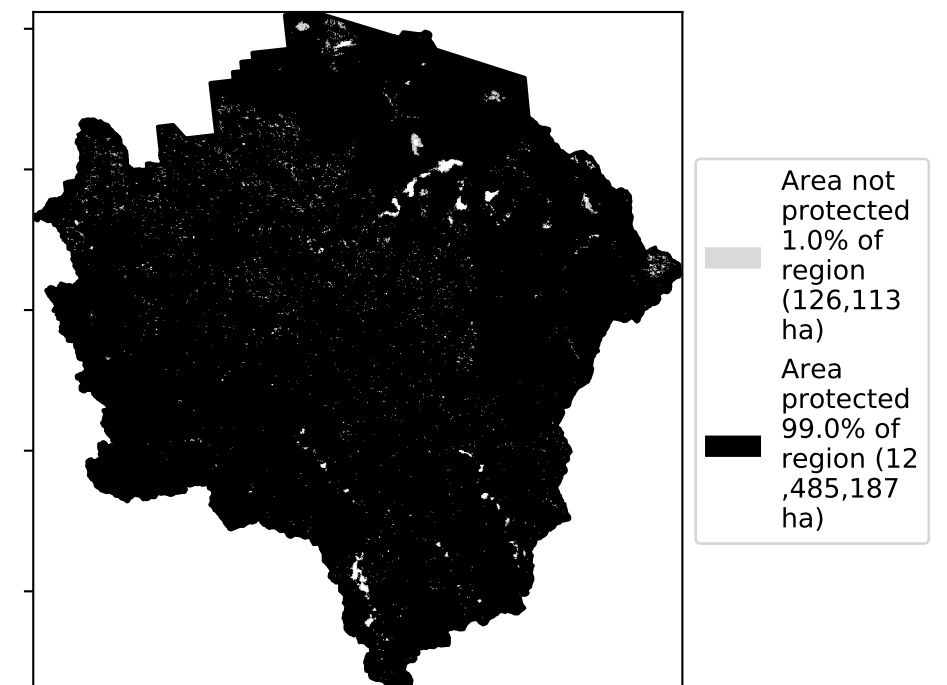 Area not
protected
1.0% of
region
(126,113
ha)
Area
protected
99.0% of
region (12
,485,187
ha)